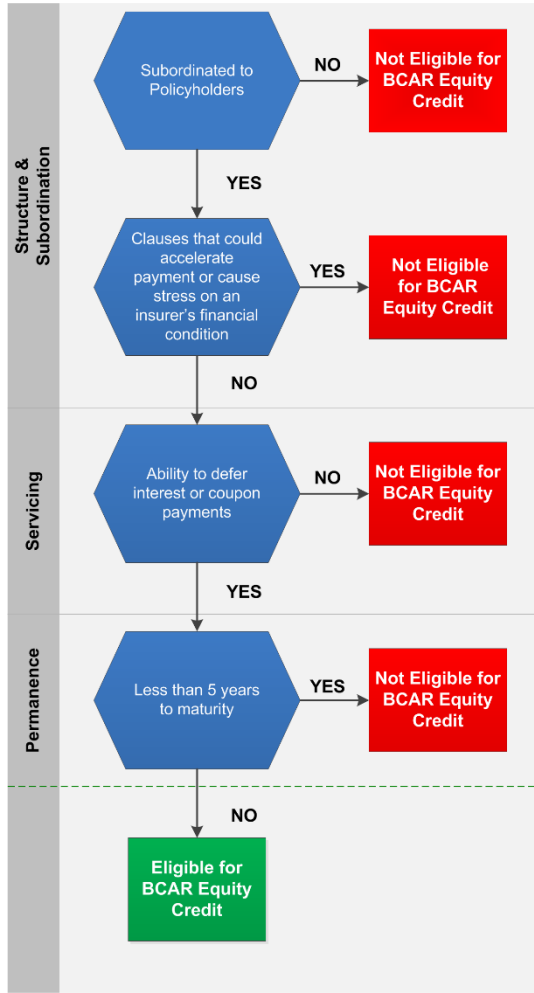 Structure &
Subordination
Subordinated to
Policyholders
NO
Not Eligible for
BCAR Equity
Credit
YES
Clauses that could
accelerate
payment or cause
stress on an
insurer's financial
condition
YES
Not Eligible
for BCAR
Equity Credit
NO
Servicing
Ability to defer
interest or coupon
payments
NO
Not Eligible for
BCAR Equity
Credit
YES
Permanence
Less than 5 years
to maturity
YES
Not Eligible for
BCAR Equity
Credit
NO
Eligible for
BCAR Equity
Credit